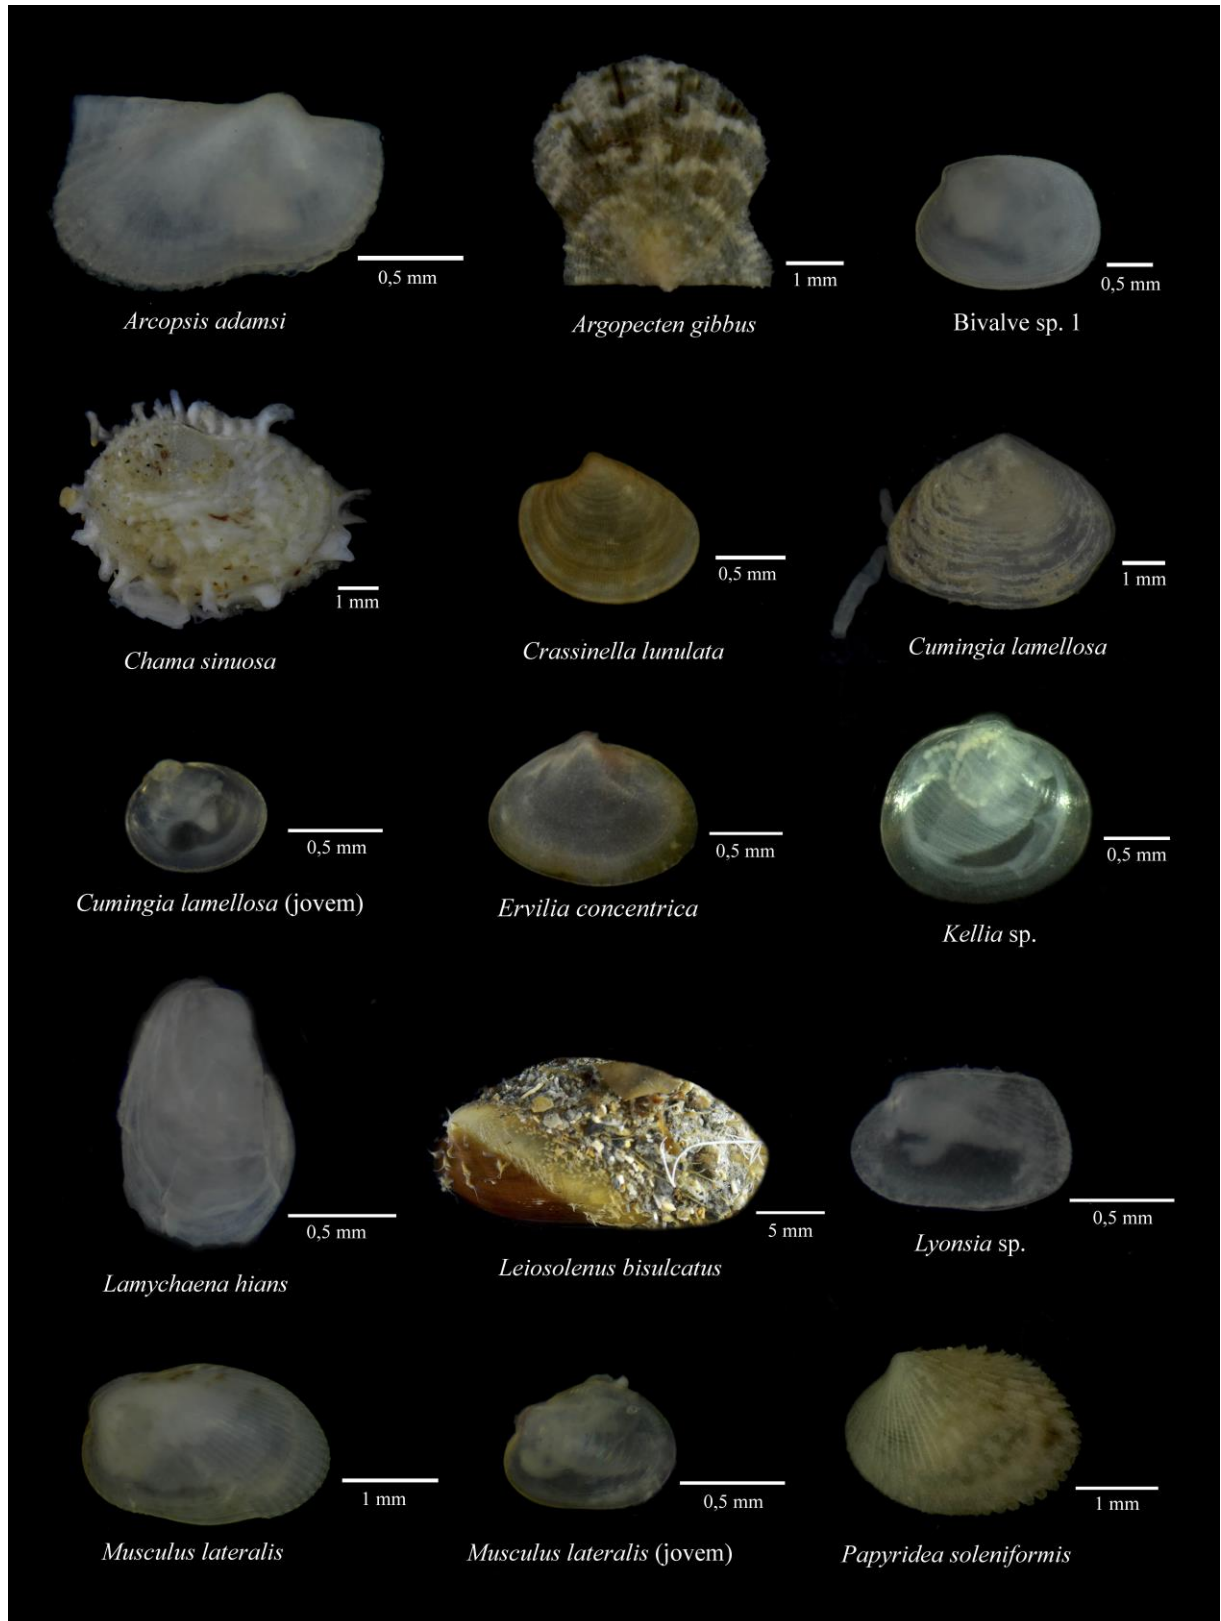 0,5 mm
Arcopsis adamsi
1 mm
Argopecten gibbus
0,5 mm
Bivalve sp. 1
1 mm
Chama sinuosa
0,5 mm
Crassinella lunulata
1 mm
Cumingia lamellosa
0,5 mm
Cumingia lamellosa (jovem)
0,5 mm
Ervilia concentrica
0,5 mm
Kellia sp.
0,5 mm
Lamychaena hians
5 mm
Leiosolenus bisulcatus
0,5 mm
Lyonsia sp.
1 mm
Musculus lateralis
0,5 mm
Musculus lateralis (jovem)
1 mm
Papyridea soleniformis